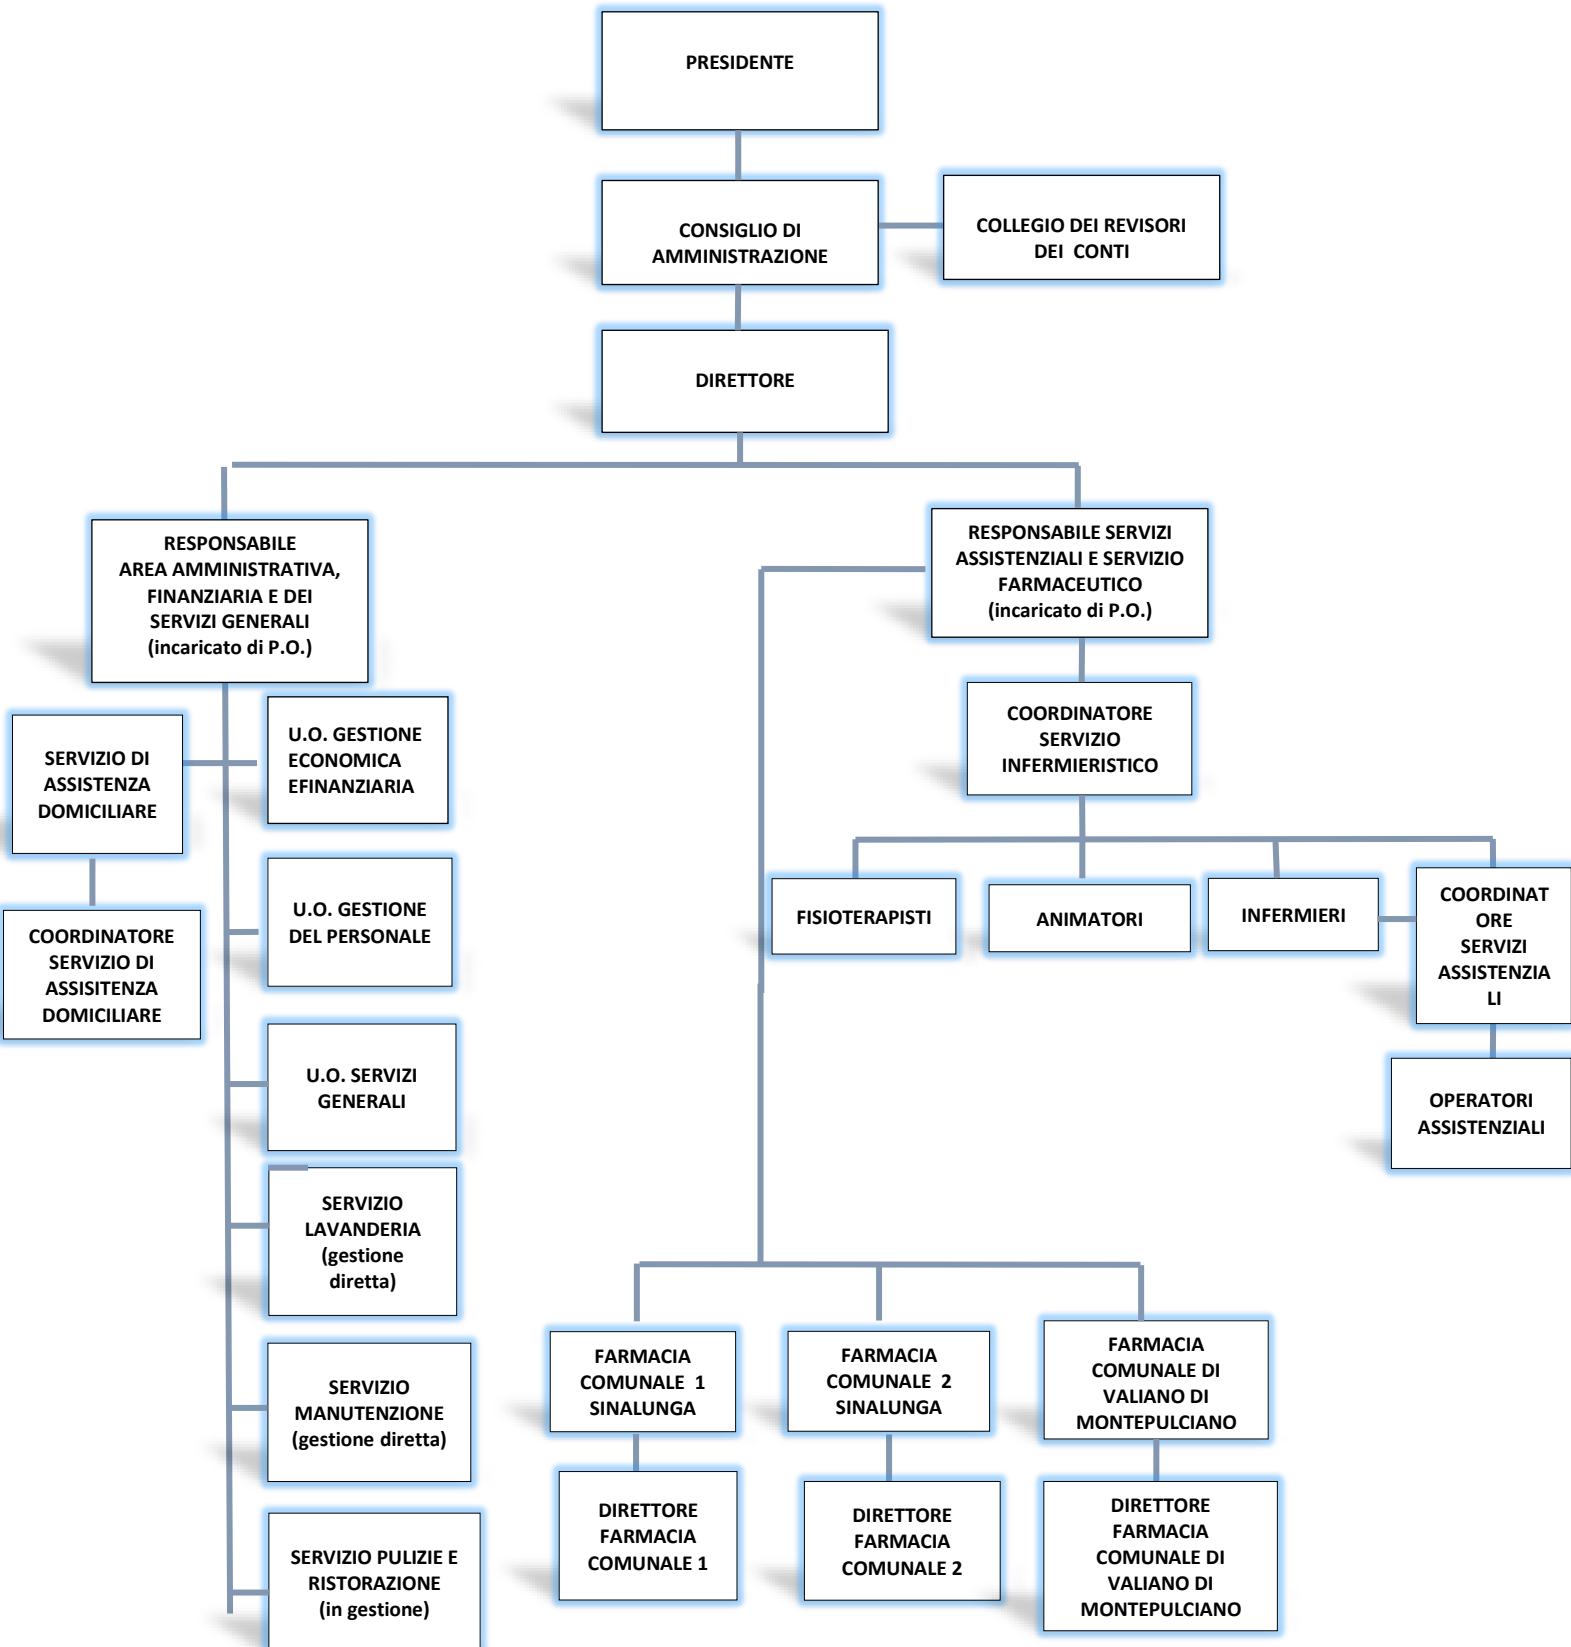 PRESIDENTE
CONSIGLIO DI
AMMINISTRAZIONE
COLLEGIO DEI REVISORI
DEI  CONTI
DIRETTORE
RESPONSABILE
AREA AMMINISTRATIVA,
FINANZIARIA E DEI
SERVIZI GENERALI
(incaricato di P.O.)
RESPONSABILE SERVIZI
ASSISTENZIALI E SERVIZIO
FARMACEUTICO
(incaricato di P.O.)
SERVIZIO DI
ASSISTENZA
DOMICILIARE
U.O. GESTIONE
ECONOMICA
EFINANZIARIA
COORDINATORE
SERVIZIO
INFERMIERISTICO
COORDINATORE
SERVIZIO DI
ASSISITENZA
DOMICILIARE
U.O. GESTIONE
DEL PERSONALE
FISIOTERAPISTI
ANIMATORI
INFERMIERI
COORDINAT
ORE
SERVIZI
ASSISTENZIA
LI
U.O. SERVIZI
GENERALI
OPERATORI
ASSISTENZIALI
SERVIZIO
LAVANDERIA
(gestione
diretta)
SERVIZIO
MANUTENZIONE
(gestione diretta)
SERVIZIO PULIZIE E
RISTORAZIONE
(in gestione)
FARMACIA
COMUNALE  1
SINALUNGA
FARMACIA
COMUNALE  2
SINALUNGA
FARMACIA
COMUNALE DI
VALIANO DI
MONTEPULCIANO
DIRETTORE
FARMACIA
COMUNALE 1
DIRETTORE
FARMACIA
COMUNALE 2
DIRETTORE
FARMACIA
COMUNALE DI
VALIANO DI
MONTEPULCIANO